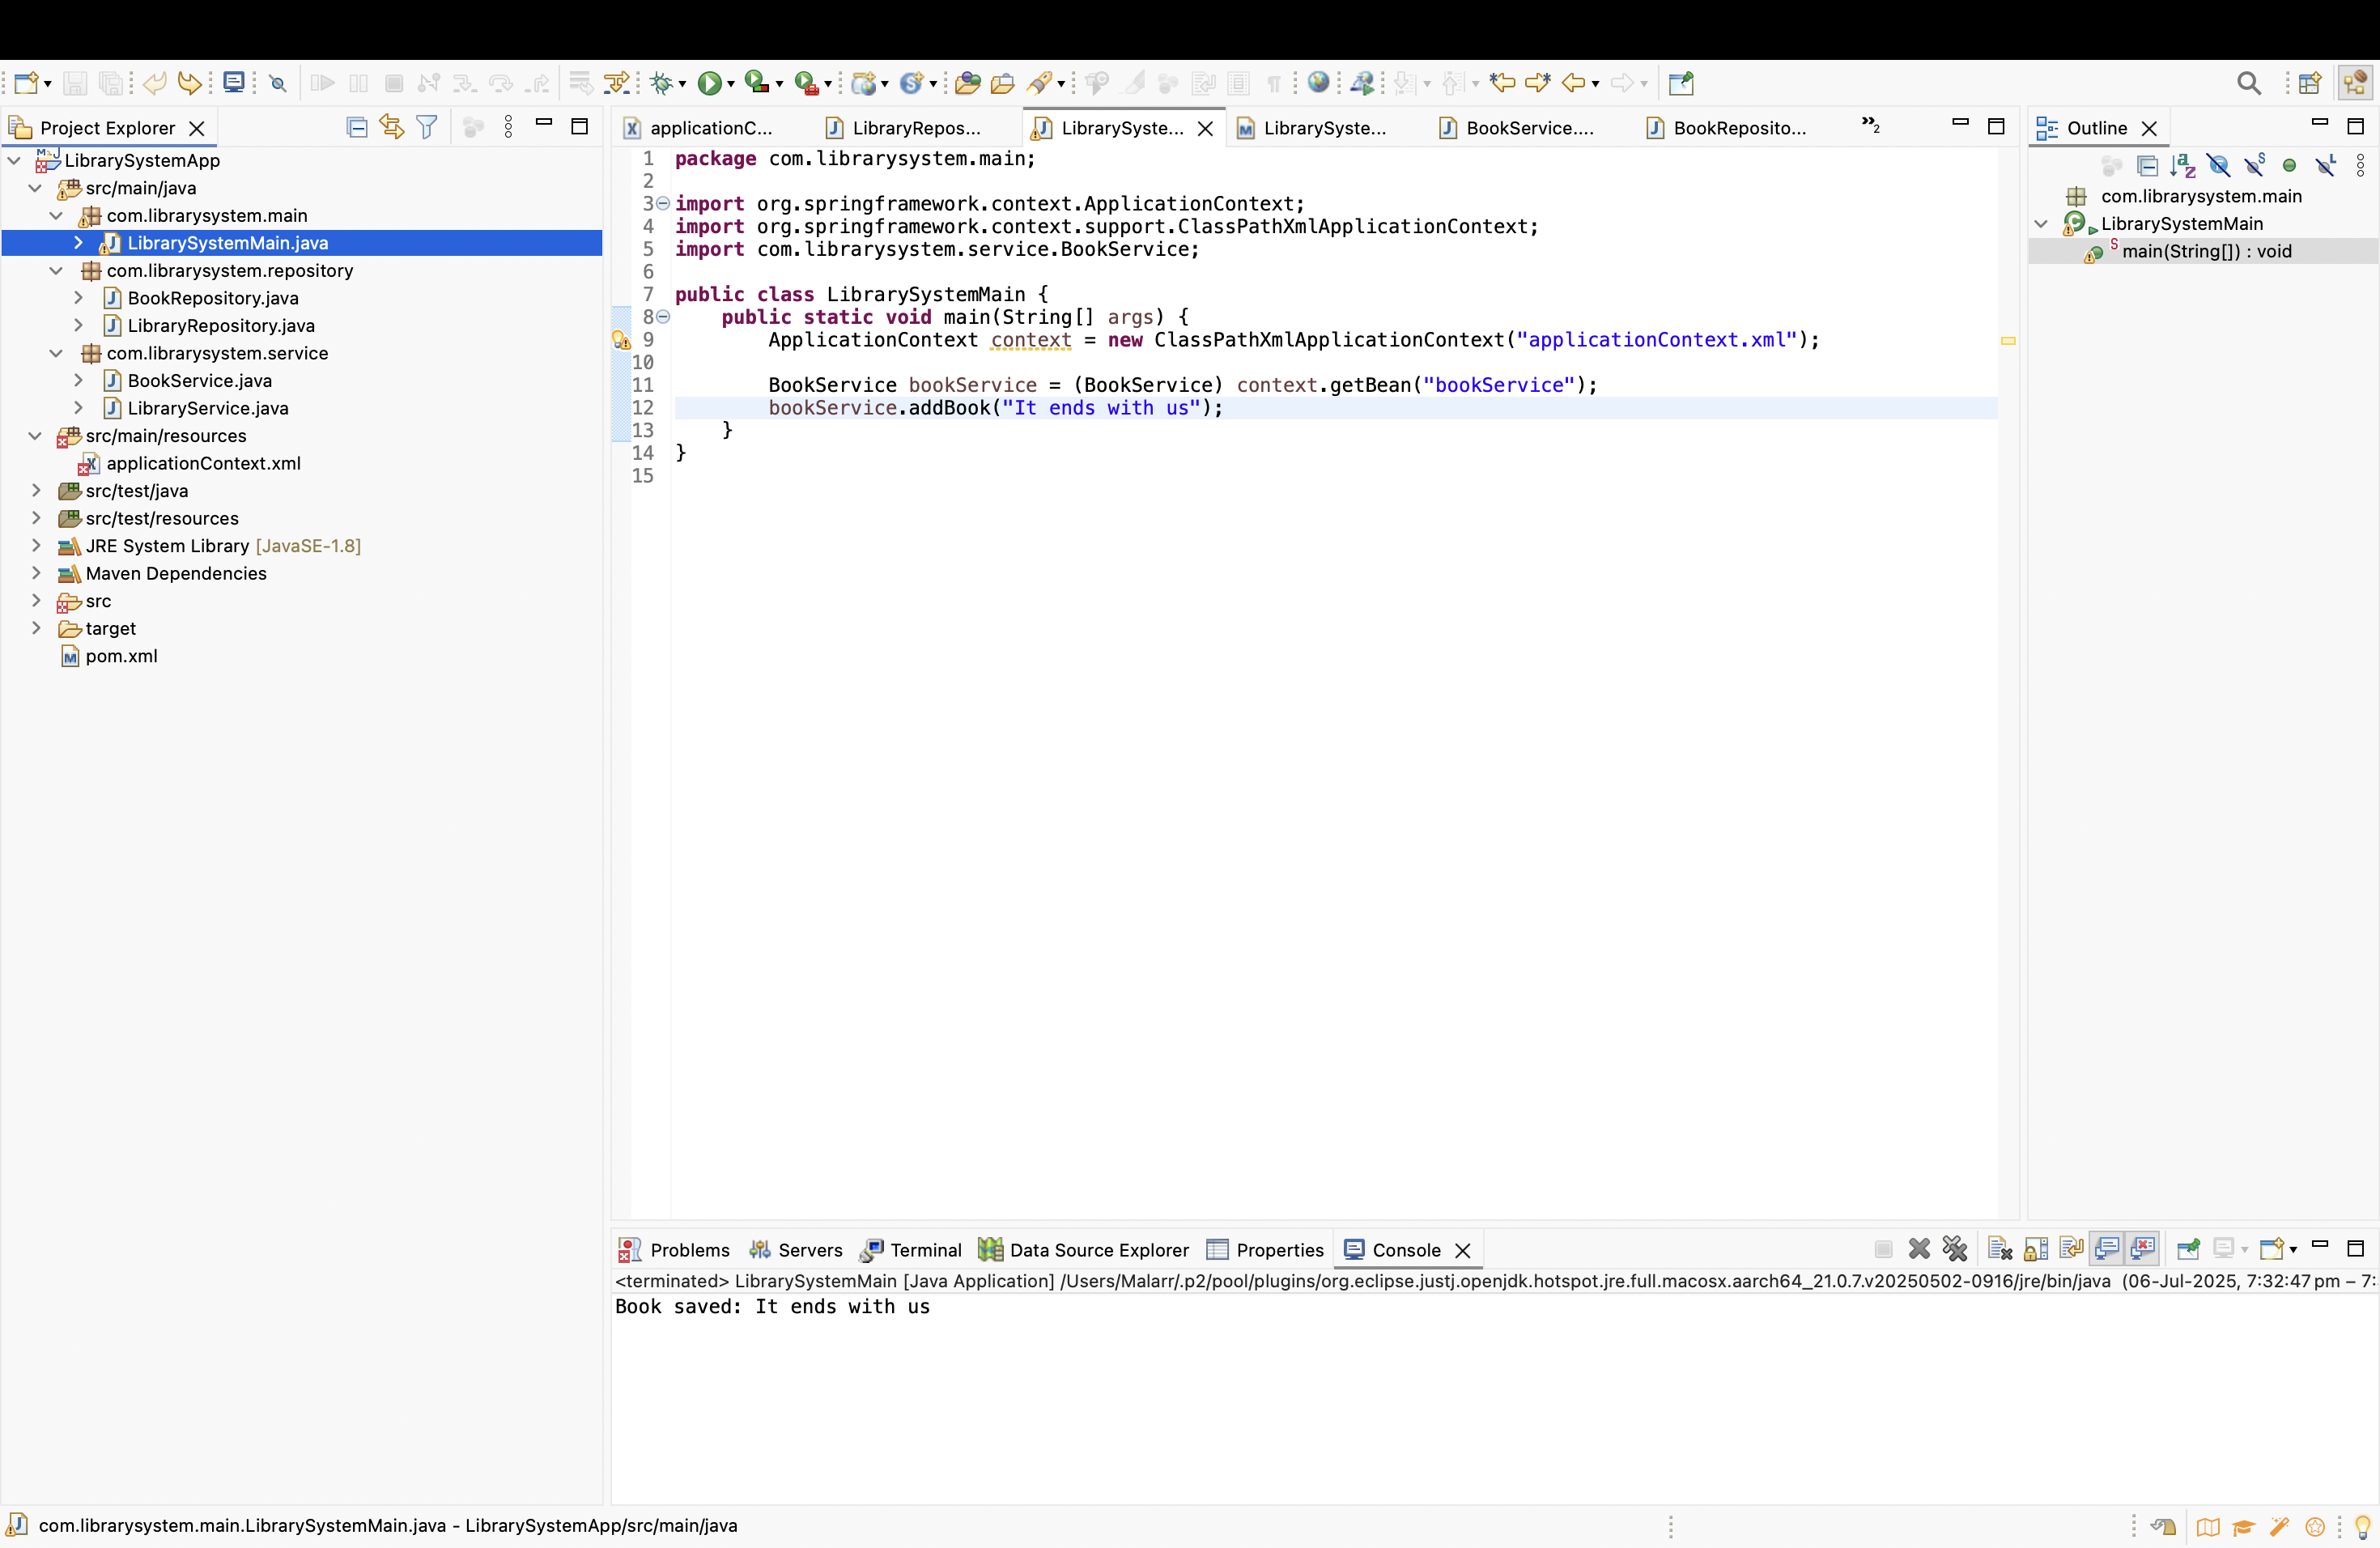 Project Explorer
LibrarySystemApp
src/main/java
com.librarysystem.main
LibrarySystemMain.java
com.librarysystem.repository
BookRepository.java
LibraryRepository.java
com.librarysystem.service
BookService.java
LibraryService.java
src/main/resources
applicationContext.xml
src/test/java
src/test/resources
JRE System Library [JavaSE-1.8]
Maven Dependencies
src
target
pom.xml
applicationC... LibraryRepos... LibrarySyste... LibrarySyste... BookService.... BookReposito... »2
1 package com.librarysystem.main;
2
3 import org.springframework.context.ApplicationContext;
4 import org.springframework.context.support.ClassPathXmlApplicationContext;
5 import com.librarysystem.service.BookService;
6
7 public class LibrarySystemMain {
8 public static void main(String[] args) {
9 ApplicationContext context = new ClassPathXmlApplicationContext("applicationContext.xml");
10
11 BookService bookService = (BookService) context.getBean("bookService");
12 bookService.addBook("It ends with us");
13 }
14 }
15
Outline
com.librarysystem.main
LibrarySystemMain
main(String[]) : void
Problems Servers Terminal Data Source Explorer Properties Console
<terminated> LibrarySystemMain [Java Application] /Users/Malarr/.p2/pool/plugins/org.eclipse.justj.openjdk.hotspot.jre.full.macosx.aarch64_21.0.7.v20250502-0916/jre/bin/java (06-Jul-2025, 7:32:47 pm – 7:
Book saved: It ends with us
com.librarysystem.main.LibrarySystemMain.java - LibrarySystemApp/src/main/java